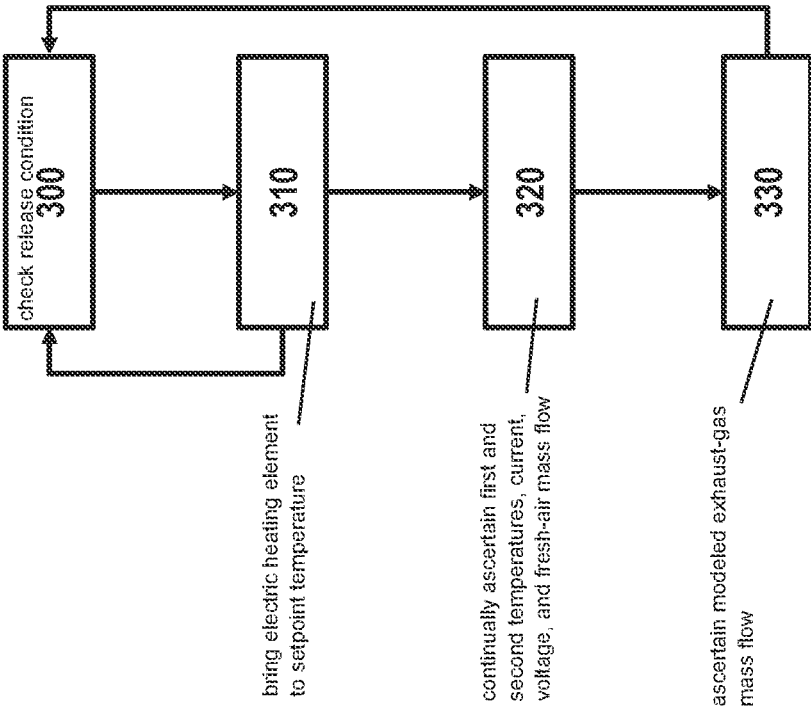 check release condition
300
310
bring electric heating element
to setpoint temperature
320
continually ascertain first and
second temperatures, current,
voltage, and fresh-air mass flow
330
ascertain modeled exhaust-gas
mass flow